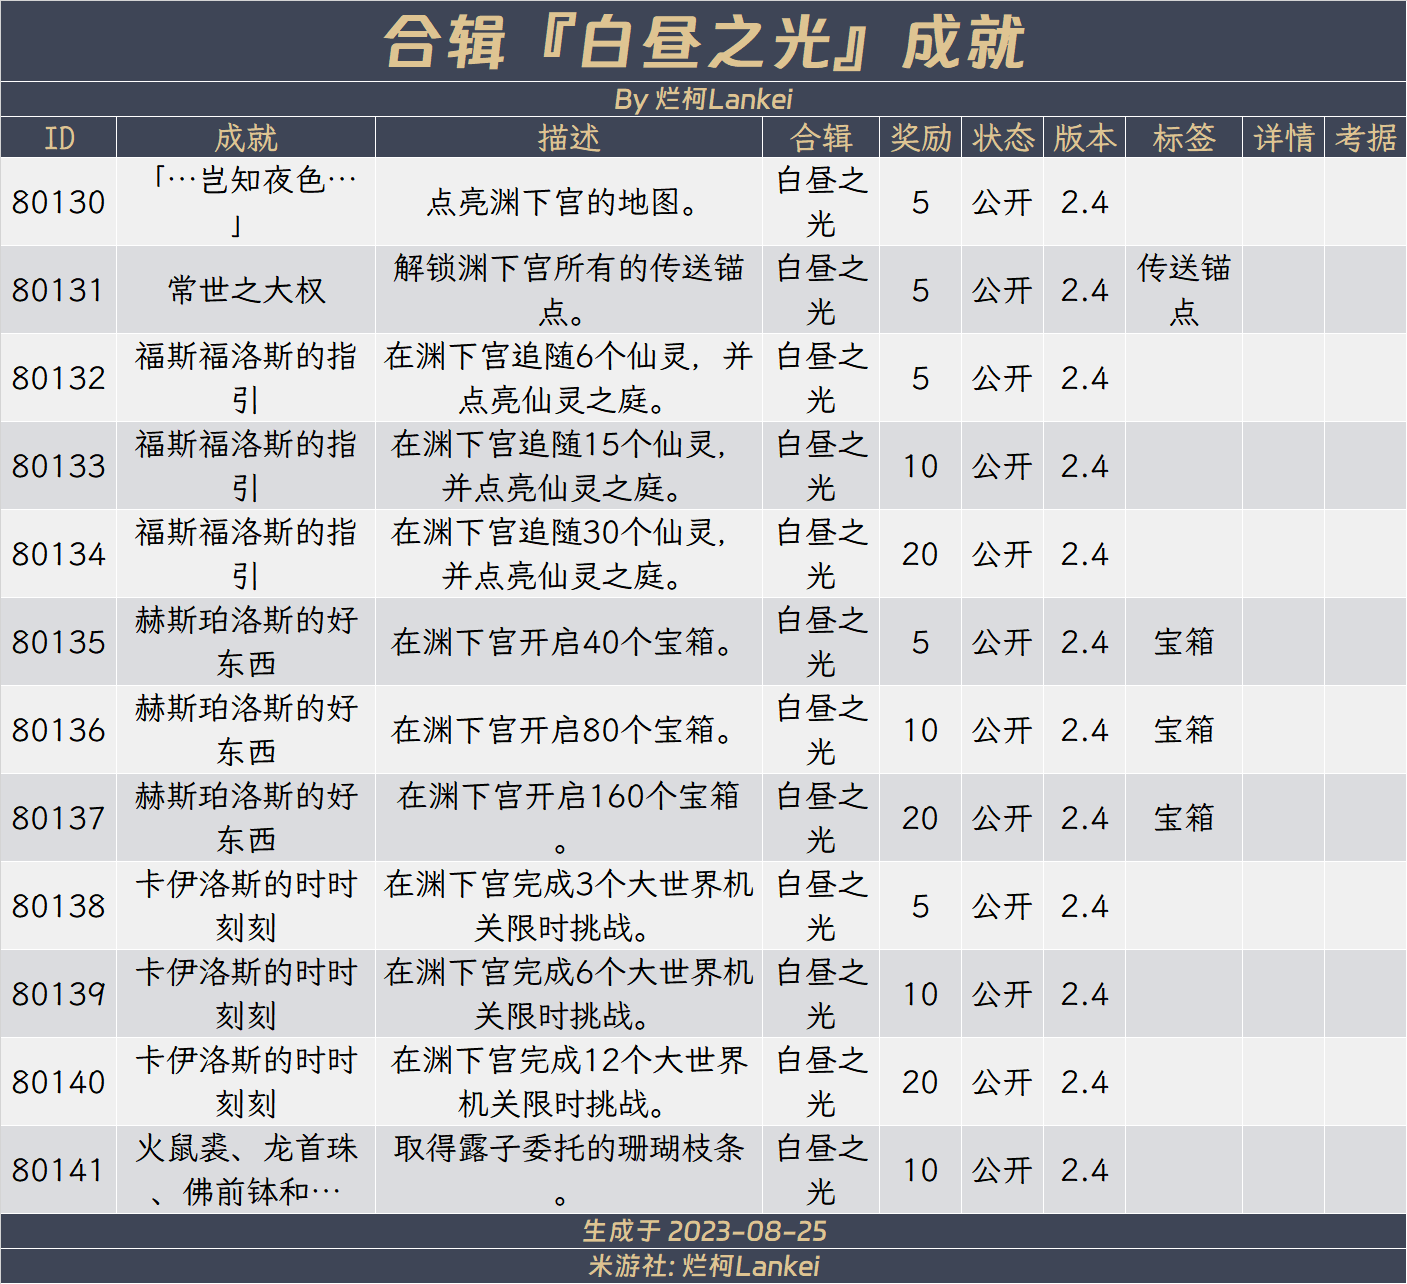 合辑『白昼之光』成就
By 烂柯Lankei
ID 成就 描述 合辑 奖励 状态 版本 标签 详情 考据
80130 「…岂知夜色…」 点亮渊下宫的地图。 白昼之光 5 公开 2.4
80131 常世之大权 解锁渊下宫所有的传送锚点。 白昼之光 5 公开 2.4 传送锚点
80132 福斯福洛斯的指引 在渊下宫追随6个仙灵，并点亮仙灵之庭。 白昼之光 5 公开 2.4
80133 福斯福洛斯的指引 在渊下宫追随15个仙灵，并点亮仙灵之庭。 白昼之光 10 公开 2.4
80134 福斯福洛斯的指引 在渊下宫追随30个仙灵，并点亮仙灵之庭。 白昼之光 20 公开 2.4
80135 赫斯珀洛斯的好东西 在渊下宫开启40个宝箱。 白昼之光 5 公开 2.4 宝箱
80136 赫斯珀洛斯的好东西 在渊下宫开启80个宝箱。 白昼之光 10 公开 2.4 宝箱
80137 赫斯珀洛斯的好东西 在渊下宫开启160个宝箱。 白昼之光 20 公开 2.4 宝箱
80138 卡伊洛斯的时时刻刻 在渊下宫完成3个大世界机关限时挑战。 白昼之光 5 公开 2.4
80139 卡伊洛斯的时时刻刻 在渊下宫完成6个大世界机关限时挑战。 白昼之光 10 公开 2.4
80140 卡伊洛斯的时时刻刻 在渊下宫完成12个大世界机关限时挑战。 白昼之光 20 公开 2.4
80141 火鼠裘、龙首珠、佛前钵和… 取得露子委托的珊瑚枝条。 白昼之光 10 公开 2.4
生成于 2023-08-25
米游社: 烂柯Lankei